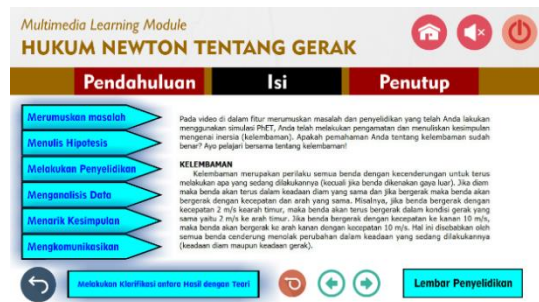 Multimedia Learning Module
HUKUM NEWTON TENTANG GERAK
Pendahuluan
Isi
Penutup
Merumuskan masalah
Menulis Hipotesis
Melakukan Penyelidikan
Menganalisis Data
Menarik Kesimpulan
Mengkomunikasikan
Pada video di dalam fitur merumuskan masalah dan penyelidikan yang telah Anda lakukan
menggunakan simulasi PhET, Anda telah melakukan pengamatan dan menuliskan kesimpulan
mengenai inersia (kelembaman). Apakah pemahaman Anda tentang kelembaman sudah
benar? Ayo pelajari bersama tentang kelembaman!
KELEMBAMAN
Kelembaman merupakan perilaku semua benda dengan kecenderungan untuk terus
melakukan apa yang sedang dilakukannya (kecuali jika benda dikenakan gaya luar). Jika diam
maka benda akan terus dalam keadaan diam yang sama dan jika bergerak maka benda akan
bergerak dengan kecepatan dan arah yang sama. Misalnya, jika benda bergerak dengan
kecepatan 2 m/s kearah timur, maka benda akan terus bergerak dalam kondisi gerak yang
sama yaitu 2 m/s ke arah timur. Jika benda bergerak dengan kecepatan ke kanan 10 m/s,
maka benda akan bergerak ke arah kanan dengan kecepatan 10 m/s. Hal ini disebabkan oleh
semua benda cenderung menolak perubahan dalam keadaan yang sedang dilakukannya
(keadaan diam maupun keadaan gerak).
Melakukan Klarifikasi antara Hasil dengan Teori
Lembar Penyelidikan